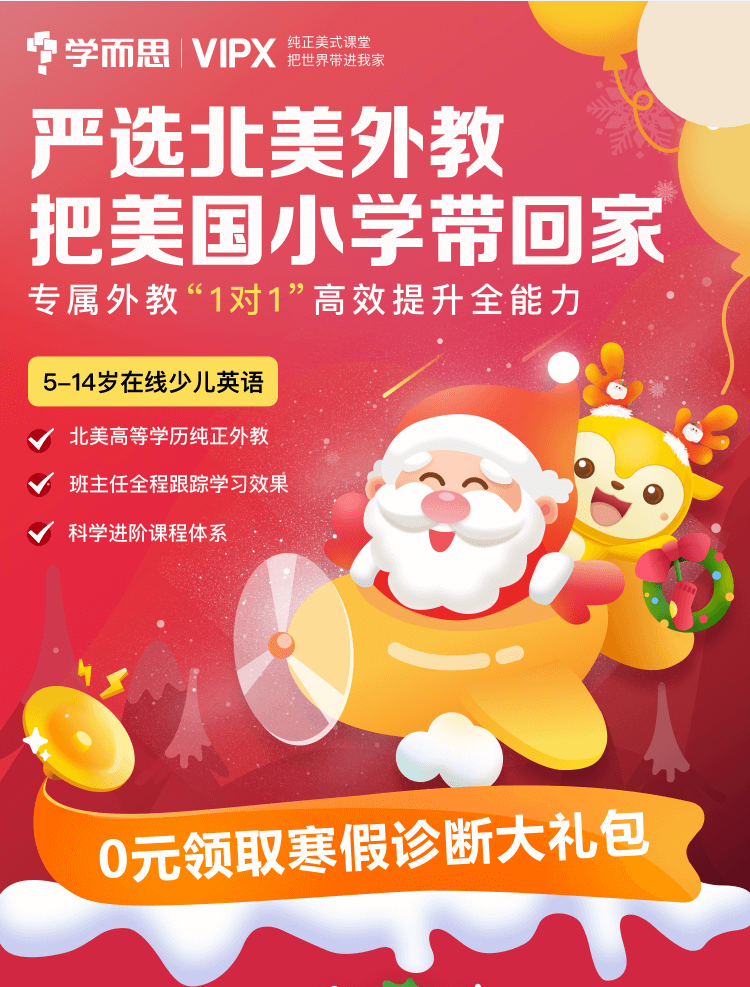 学而思 VIPX 纯正美式课堂
把世界带进我家
严选北美外教
把美国小学带回家
专属外教“1对1”高效提升全能力
5-14岁在线少儿英语
北美高等学历纯正外教
班主任全程跟踪学习效果
科学进阶课程体系
0元领取寒假诊断大礼包